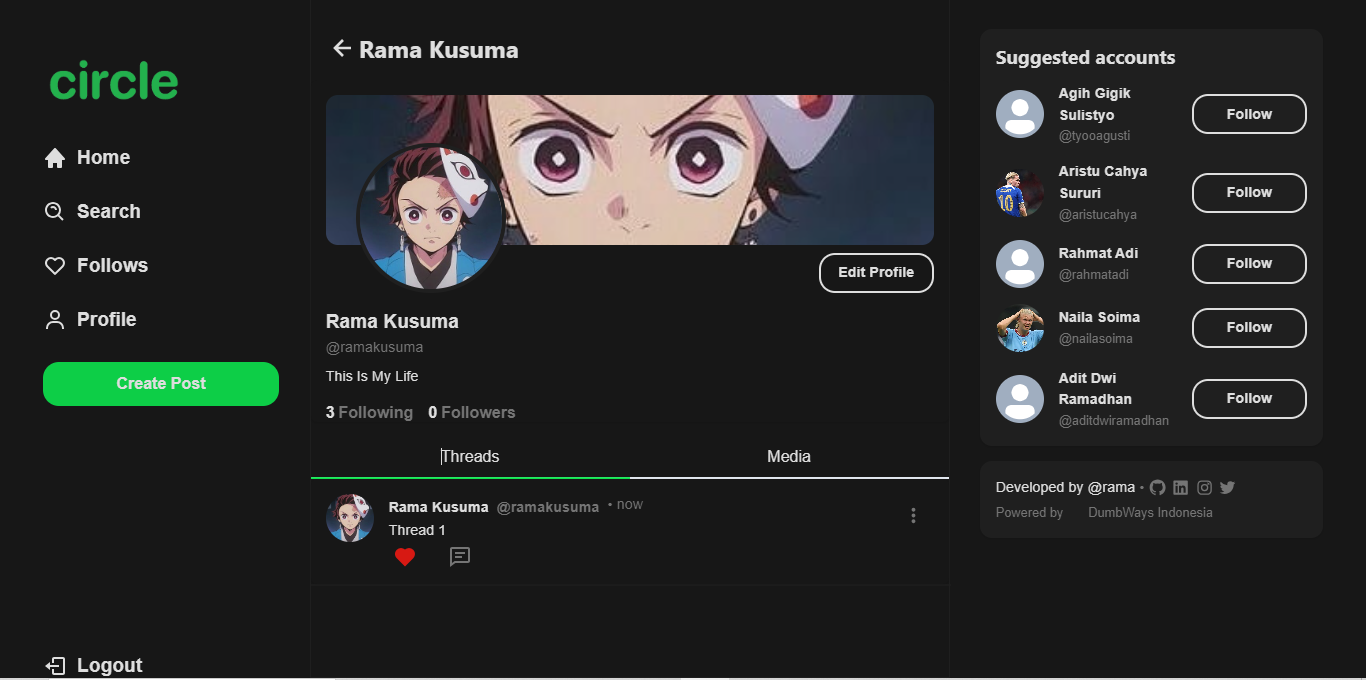 circle
Home
Search
Follows
Profile
Create Post
Logout
Rama Kusuma
Edit Profile
Rama Kusuma
@ramakusuma
This Is My Life
3 Following 0 Followers
Threads Media
Rama Kusuma @ramakusuma • now
Thread 1
Suggested accounts
Agih Gigik
Sulistyo
@tyooagusti
Follow
Aristu Cahya
Sururi
@aristucahya
Follow
Rahmat Adi
@rahmatadi
Follow
Naila Soima
@nailasoima
Follow
Adit Dwi
Ramadhan
@aditdwiramadhan
Follow
Developed by @rama •
Powered by DumbWays Indonesia
10